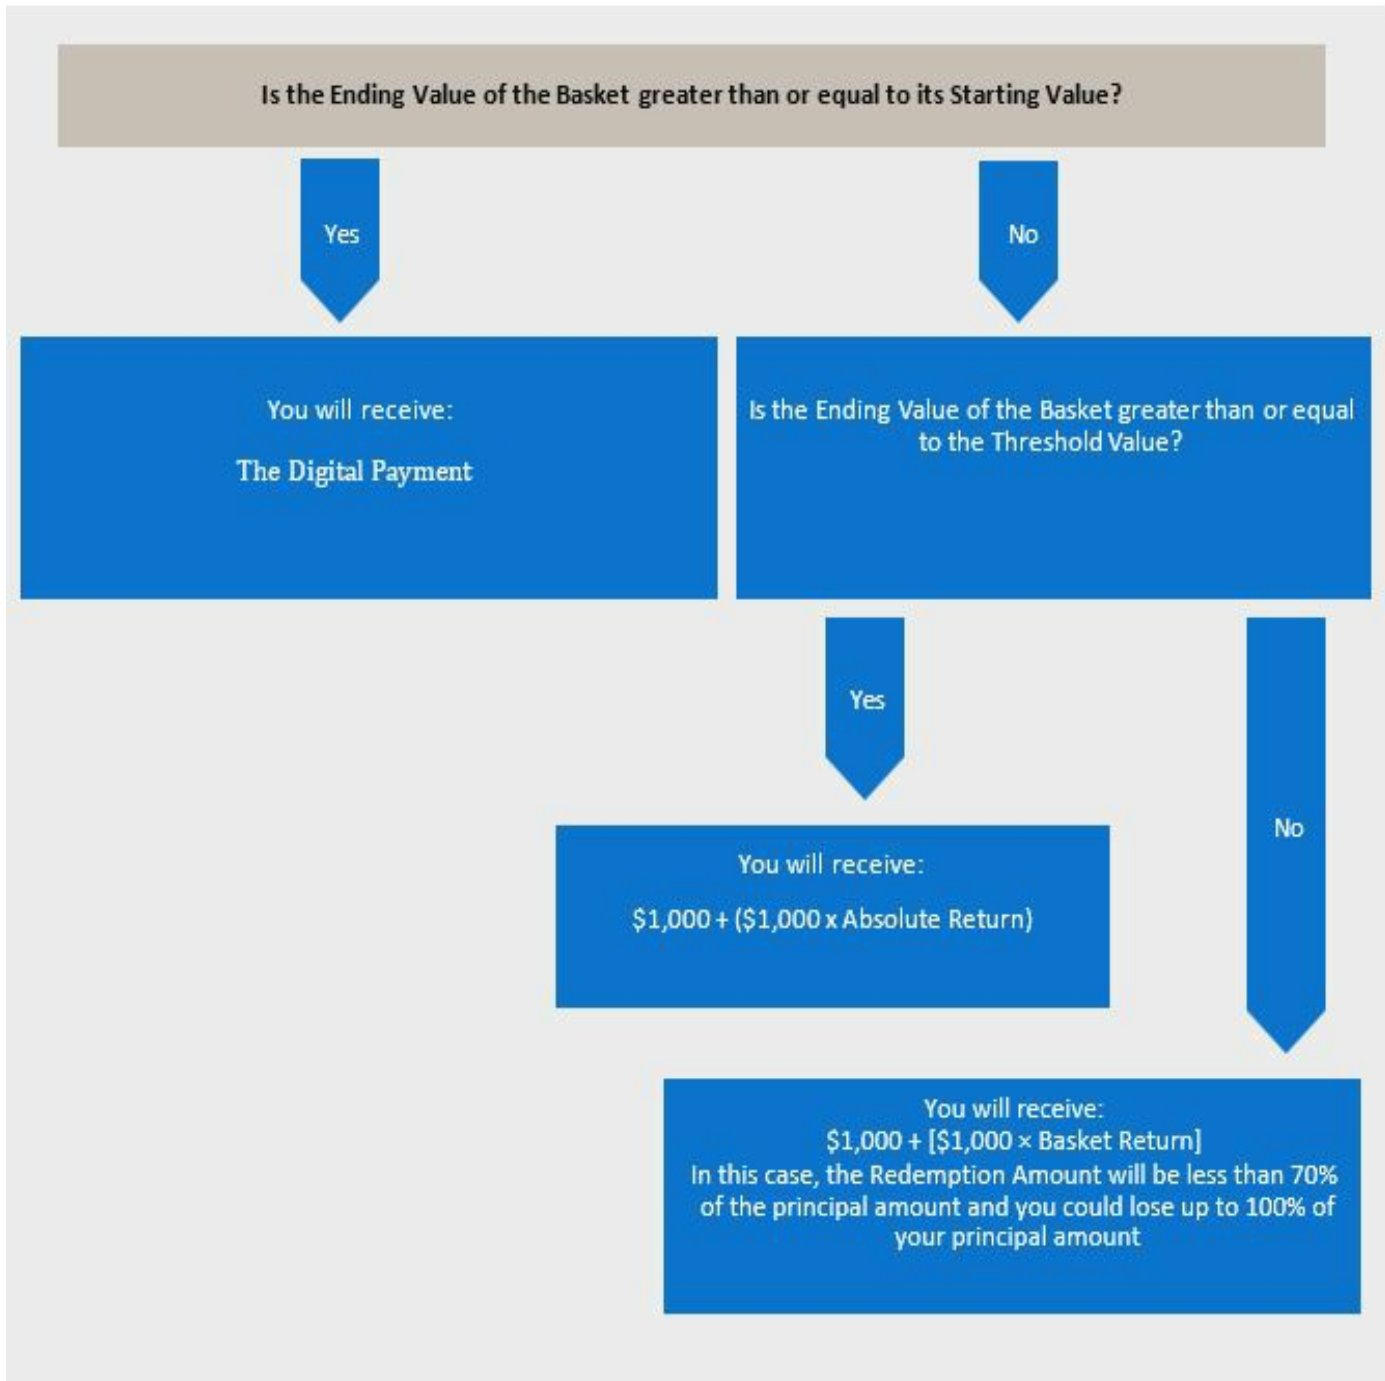 Is the Ending Value of the Basket greater than or equal to its Starting Value?
Yes
No
You will receive:
The Digital Payment
Is the Ending Value of the Basket greater than or equal
to the Threshold Value?
Yes
No
You will receive:
$1,000 + ($1,000 x Absolute Return)
You will receive:
$1,000 + [$1,000 × Basket Return]
In this case, the Redemption Amount will be less than 70%
of the principal amount and you could lose up to 100% of
your principal amount